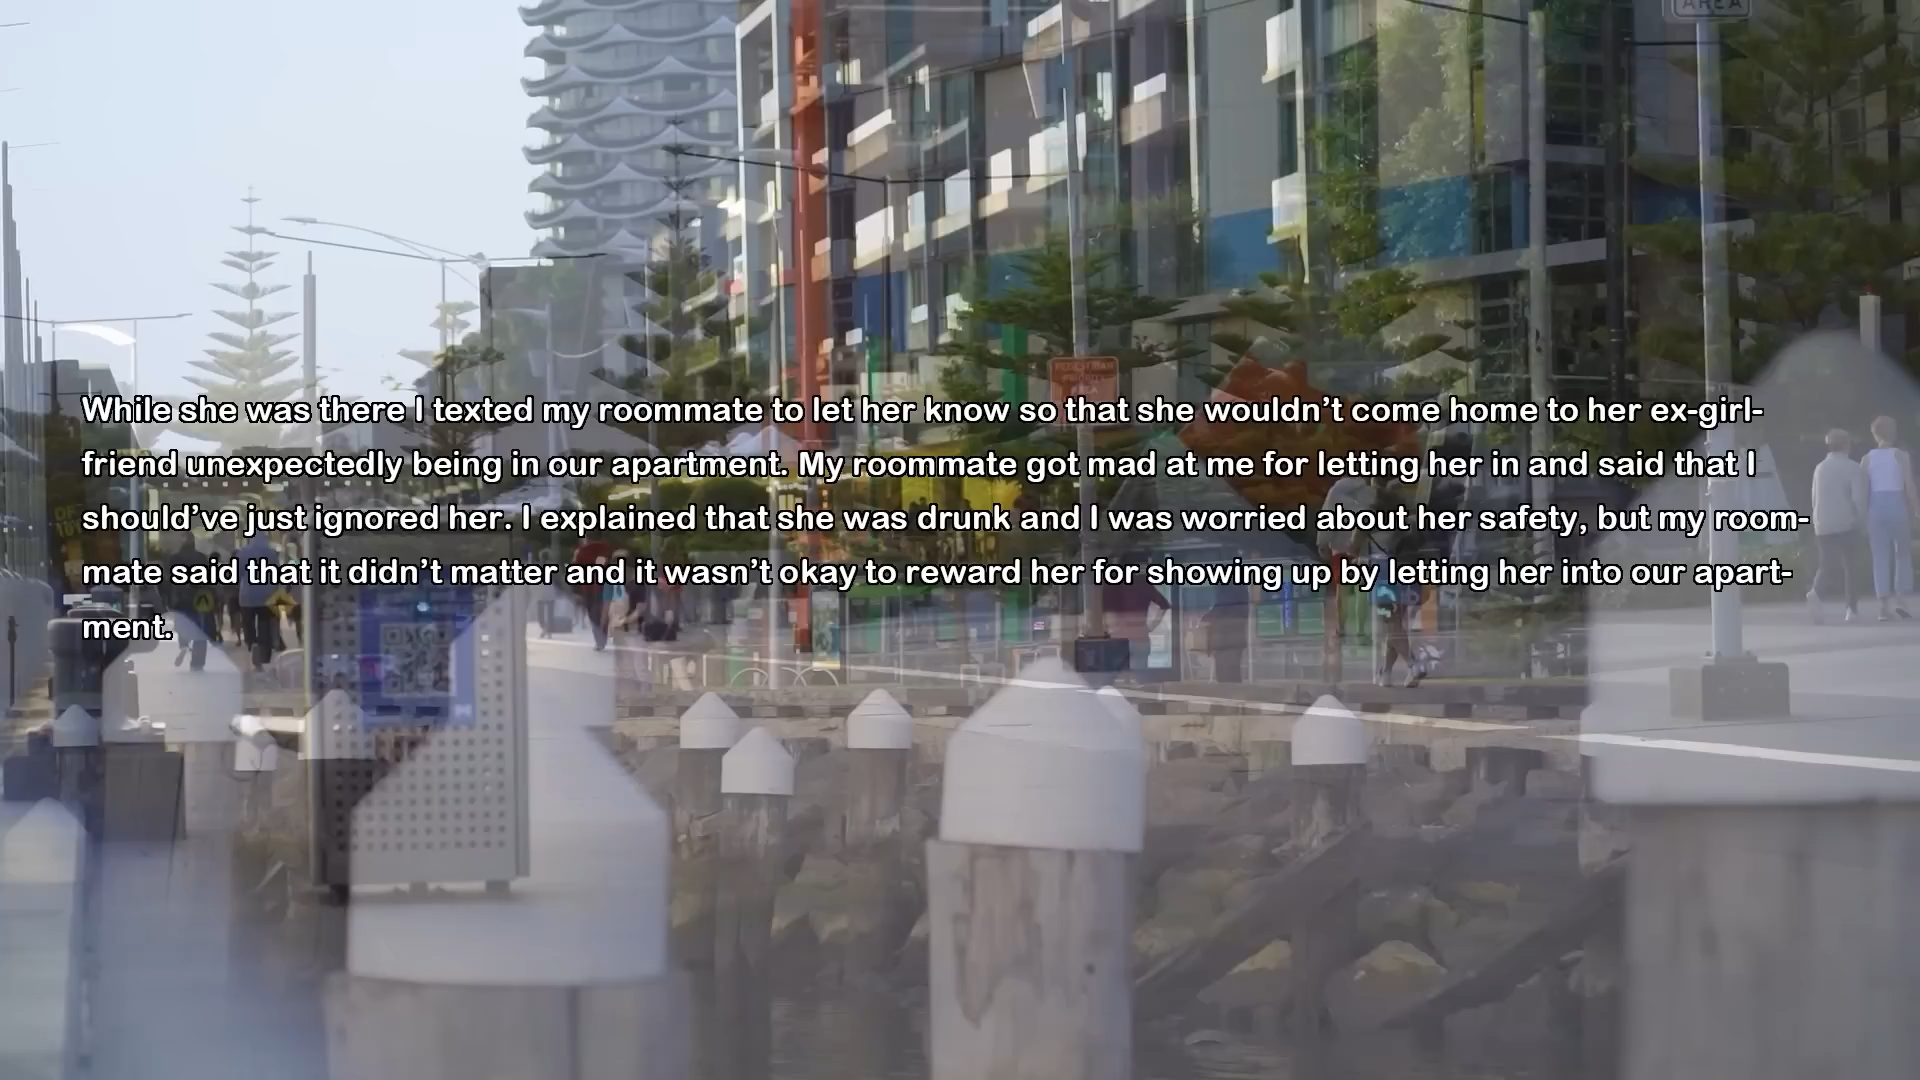 AREA
While she was there I texted my roommate to let her know so that she wouldn’t come home to her ex-girl-
friend unexpectedly being in our apartment. My roommate got mad at me for letting her in and said that I
should’ve just ignored her. I explained that she was drunk and I was worried about her safety, but my room-
mate said that it didn’t matter and it wasn’t okay to reward her for showing up by letting her into our apart-
ment.